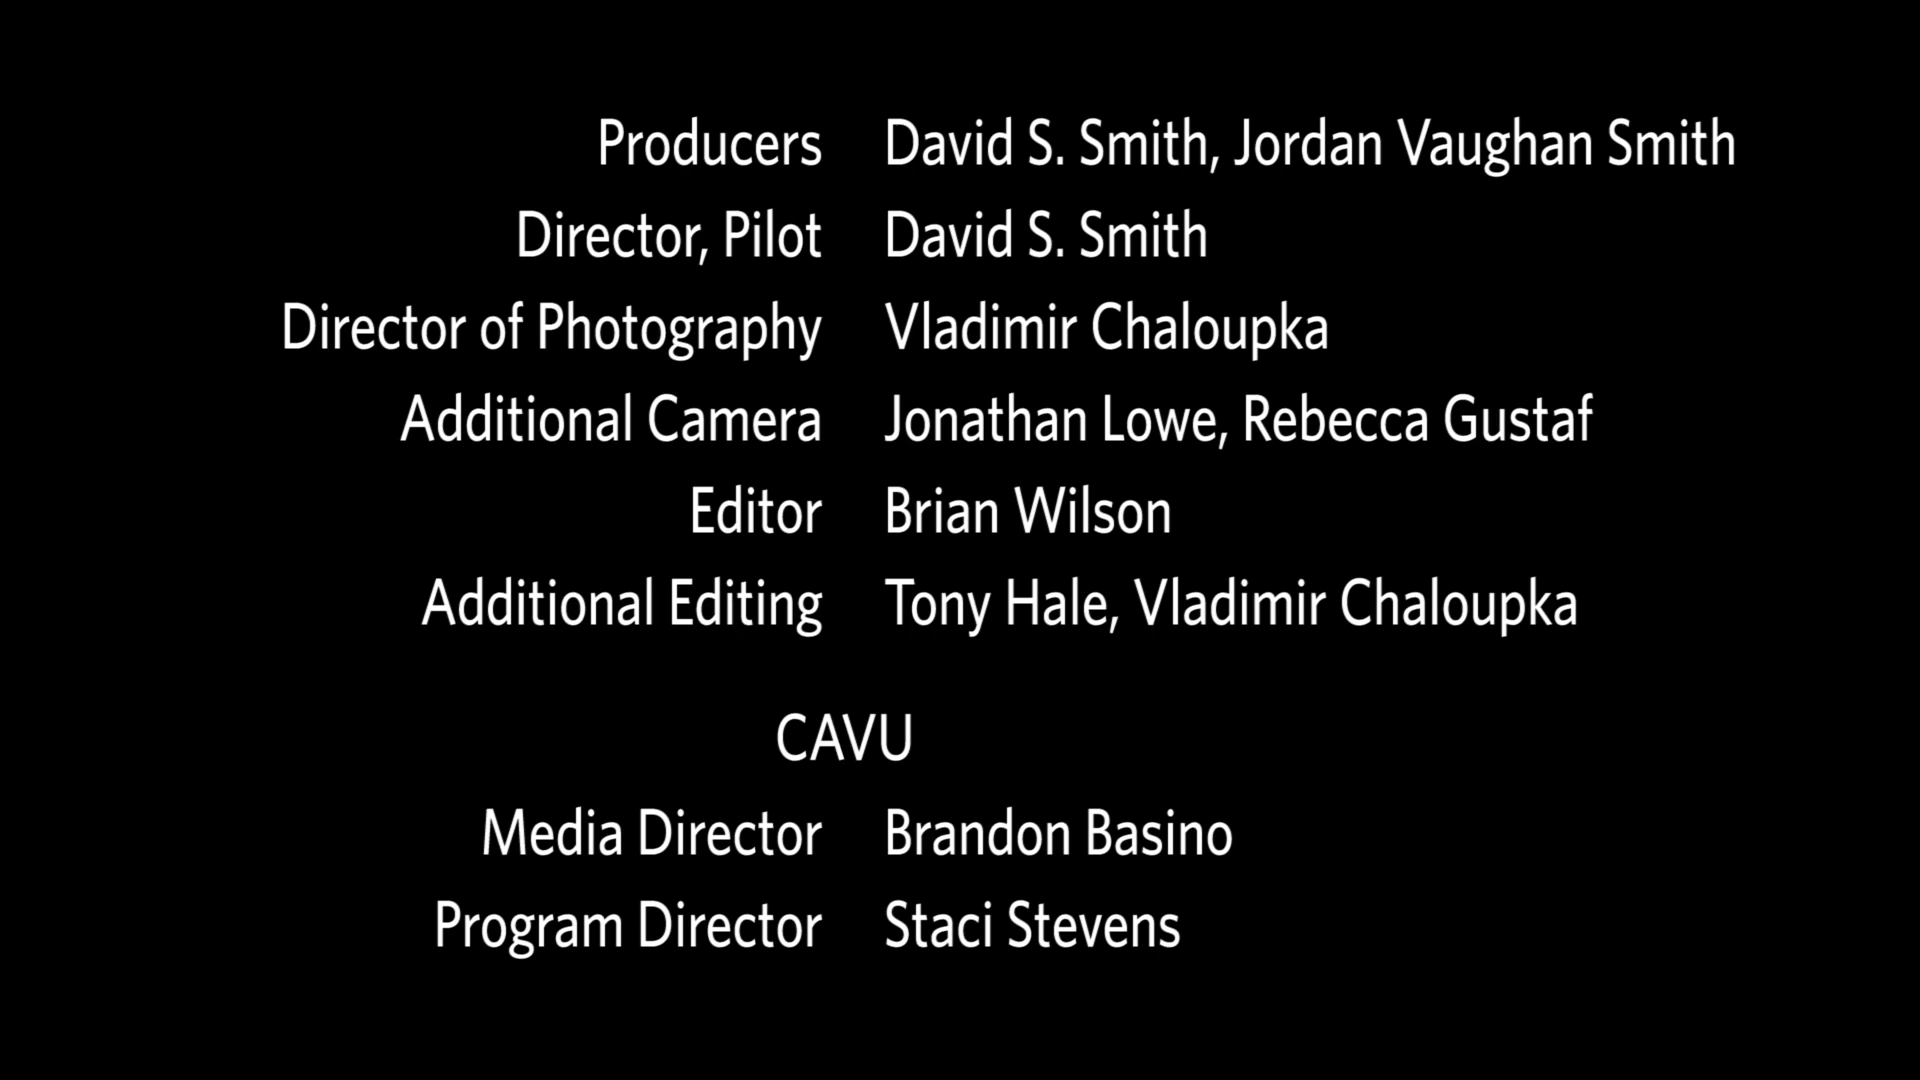 Producers David S. Smith, Jordan Vaughan Smith
Director, Pilot David S. Smith
Director of Photography Vladimir Chaloupka
Additional Camera Jonathan Lowe, Rebecca Gustaf
Editor Brian Wilson
Additional Editing Tony Hale, Vladimir Chaloupka
CAVU
Media Director Brandon Basino
Program Director Staci Stevens